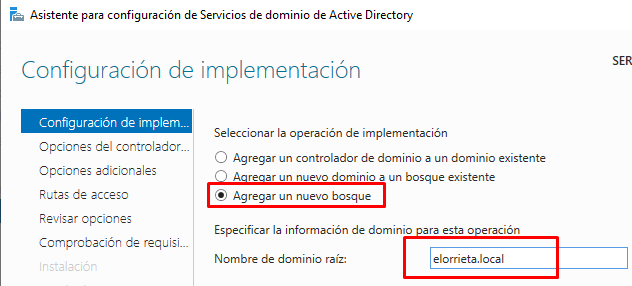 Asistente para configuración de Servicios de dominio de Active Directory
Configuración de implementación
SER
Configuración de implem...
Opciones del controlador...
Opciones adicionales
Rutas de acceso
Revisar opciones
Comprobación de requisi...
Instalación
Seleccionar la operación de implementación
Agregar un controlador de dominio a un dominio existente
Agregar un nuevo dominio a un bosque existente
Agregar un nuevo bosque
Especificar la información de dominio para esta operación
Nombre de dominio raíz:
elorrieta.local